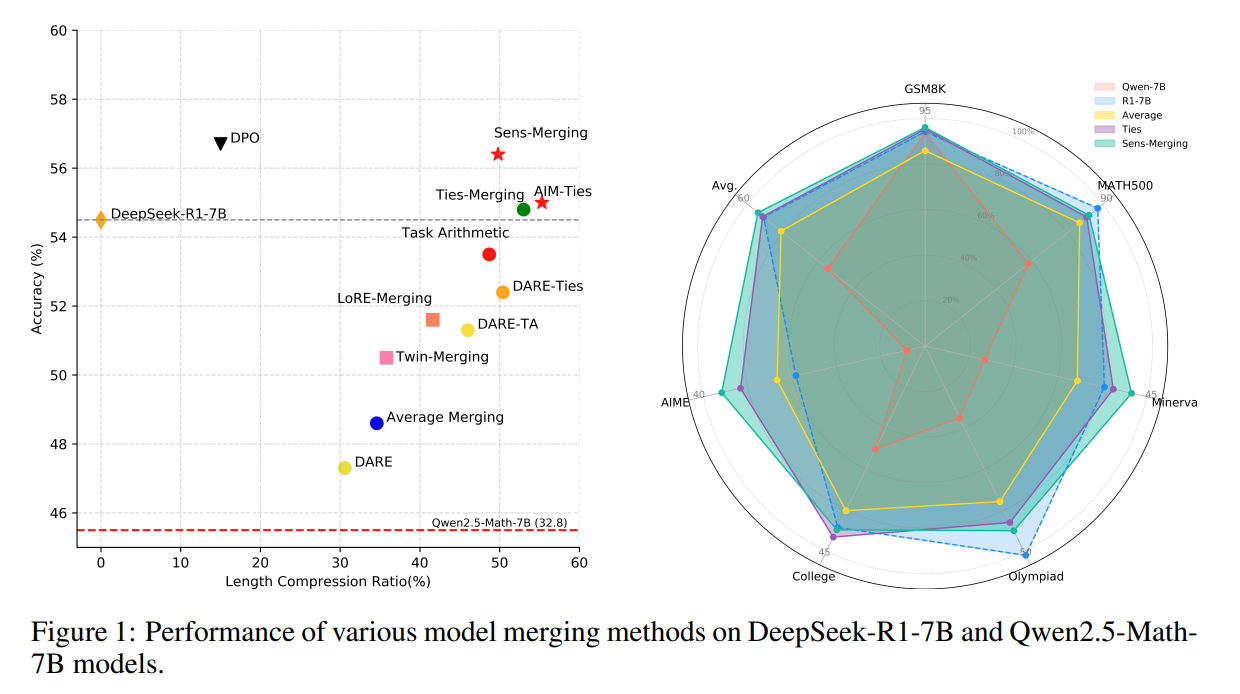 60
58
56
54
52
50
48
46
Accuracy (%)
0 10 20 30 40 50 60
Length Compression Ratio(%)
DPO
Sens-Merging
AIM-Ties
Ties-Merging
DeepSeek-R1-7B
Task Arithmetic
DARE-Ties
LoRE-Merging
DARE-TA
Twin-Merging
Average Merging
DARE
Qwen2.5-Math-7B (32.8)
GSM8K
95
100%
80%
60%
40%
20%
MATH500
90
Minerva
45
Olympiad
50
College
45
AIME
40
Avg.
60
Qwen-7B
R1-7B
Average
Ties
Sens-Merging
Figure 1: Performance of various model merging methods on DeepSeek-R1-7B and Qwen2.5-Math-
7B models.